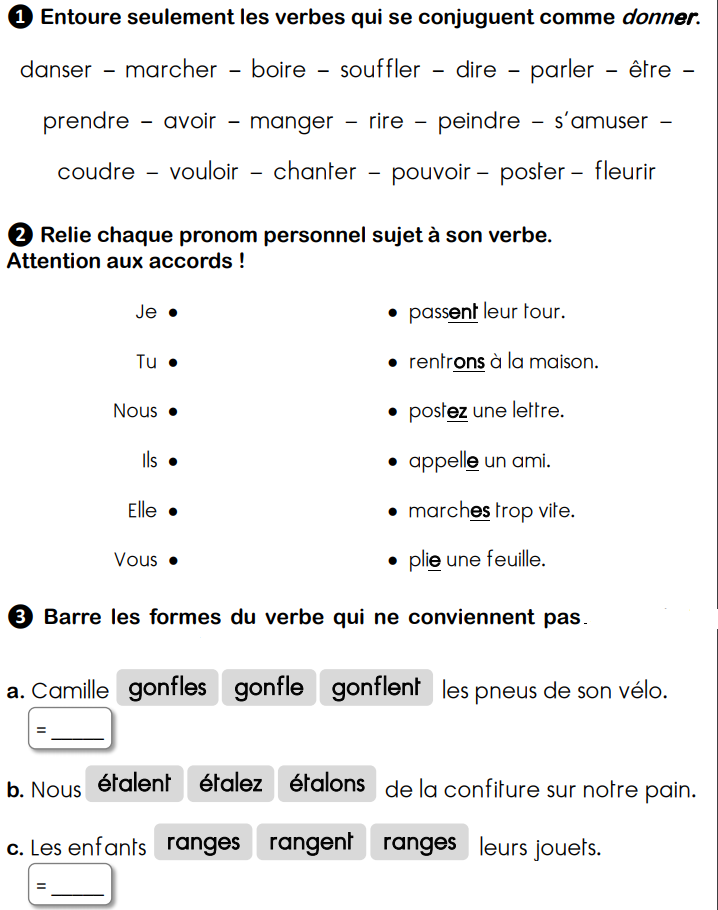 1 Entoure seulement les verbes qui se conjuguent comme donner.
danser – marcher – boire – souffler – dire – parler – être –
prendre – avoir – manger – rire – peindre – s’amuser –
coudre – vouloir – chanter – pouvoir – poster – fleurir
2 Relie chaque pronom personnel sujet à son verbe.
Attention aux accords !
Je • • passent leur tour.
Tu • • rentrons à la maison.
Nous • • postez une lettre.
Ils • • appelle un ami.
Elle • • marches trop vite.
Vous • • plie une feuille.
3 Barre les formes du verbe qui ne conviennent pas.
a. Camille gonfles gonfle gonflent les pneus de son vélo.
= _____
b. Nous étalent étalez étalons de la confiture sur notre pain.
c. Les enfants ranges rangent ranges leurs jouets.
= _____